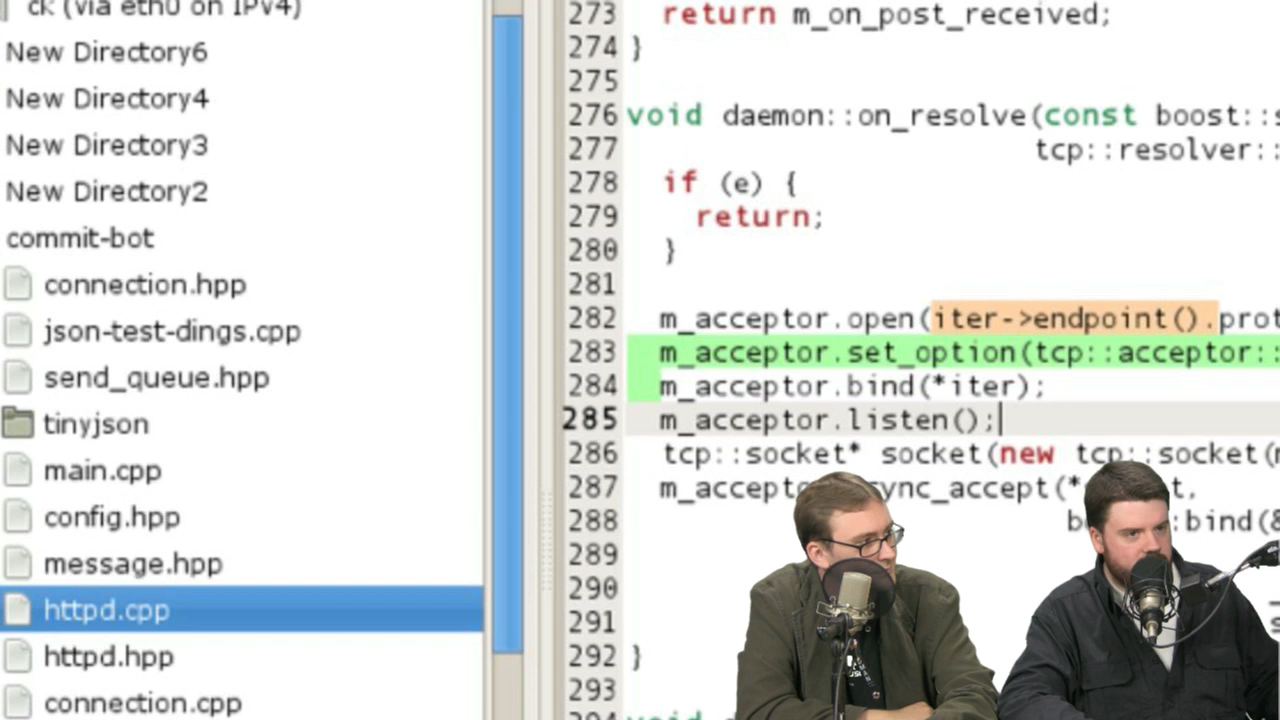 ck (via eth0 on IPv4)
New Directory6
New Directory4
New Directory3
New Directory2
commit-bot
connection.hpp
json-test-dings.cpp
send_queue.hpp
tinyjson
main.cpp
config.hpp
message.hpp
httpd.cpp
httpd.hpp
connection.cpp
273 return m_on_post_received;
274 }
275
276 void daemon::on_resolve(const boost::s
277 tcp::resolver::
278 if (e) {
279 return;
280 }
281
282 m_acceptor.open(iter->endpoint().prot
283 m_acceptor.set_option(tcp::acceptor::
284 m_acceptor.bind(*iter);
285 m_acceptor.listen();
286 tcp::socket* socket(new tcp::socket(
287 m_accept ync_accept(* t,
288 b :bind(&
289
290
291
292 }
293
void